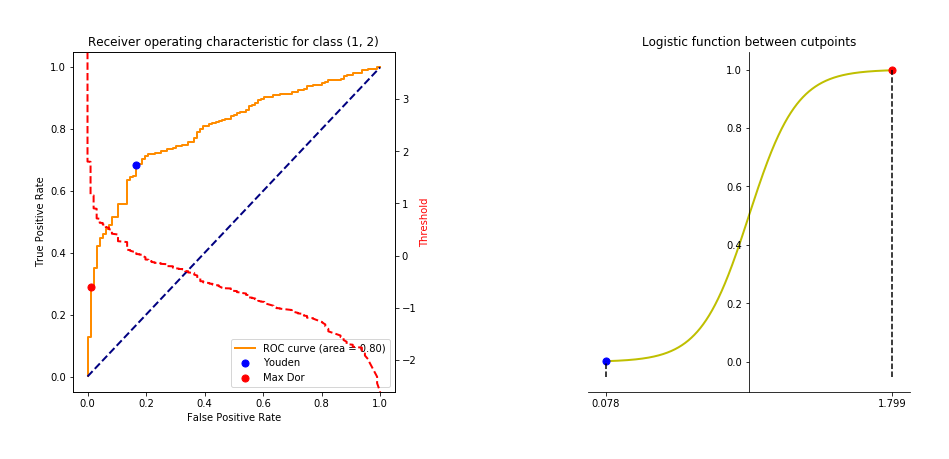 Receiver operating characteristic for class (1, 2)
True Positive Rate
1.0
0.8
0.6
0.4
0.2
0.0
0.0 0.2 0.4 0.6 0.8 1.0
False Positive Rate
3
2
1
0
−1
−2
Threshold
ROC curve (area = 0.80)
Youden
Max Dor
Logistic function between cutpoints
1.0
0.8
0.6
0.4
0.2
0.0
0.078 1.799